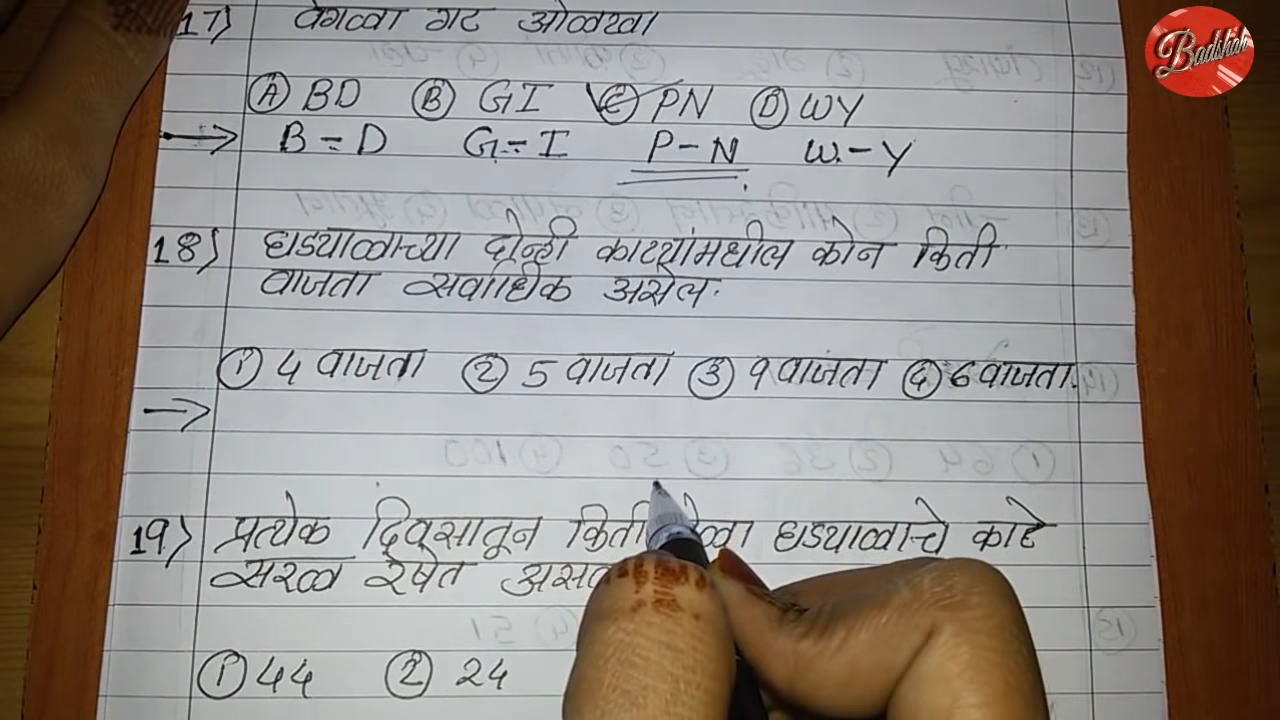 17) वेगळा गट ओळखा
Ⓐ BD Ⓑ GI Ⓒ PN Ⓓ WY
→ B = D G = I P - N W - Y
18) घड्याळाच्या दोन्ही काट्यांमधील कोन किती
वाजता सर्वाधिक असेल.
① 4 वाजता ② 5 वाजता ③ 9 वाजता ④ 6 वाजता.
→
19) प्रत्येक दिवसातून किती घड्याळाचे काटे
सरळ रेषेत
① 44 ② 24
Badshah